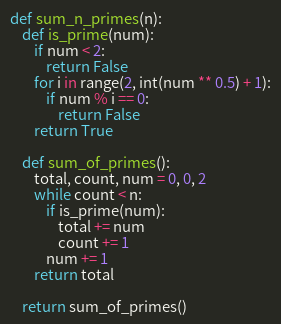 def sum_n_primes(n):
    def is_prime(num):
        if num < 2:
            return False
        for i in range(2, int(num ** 0.5) + 1):
            if num % i == 0:
                return False
        return True

    def sum_of_primes():
        total, count, num = 0, 0, 2
        while count < n:
            if is_prime(num):
                total += num
                count += 1
            num += 1
        return total

    return sum_of_primes()